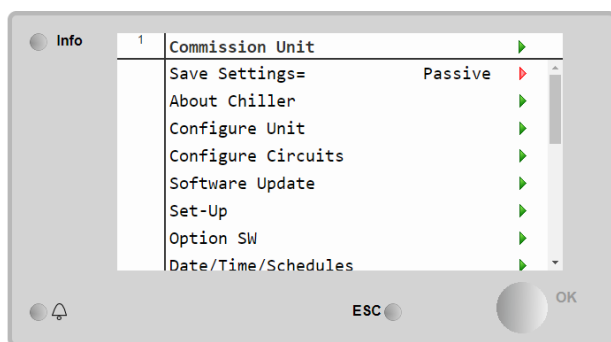 Info
1 Commission Unit
Save Settings= Passive
About Chiller
Configure Unit
Configure Circuits
Software Update
Set-Up
Option SW
Date/Time/Schedules
ESC
OK